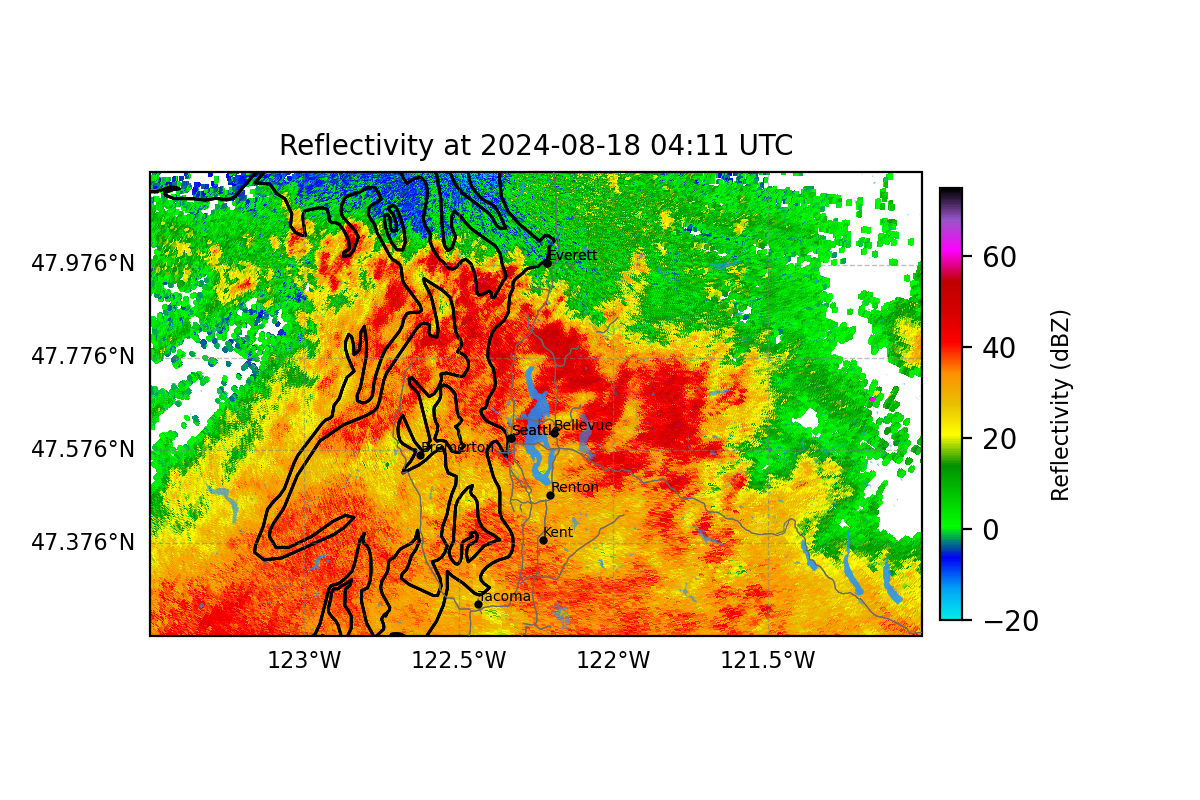 Reflectivity at 2024-08-18 04:11 UTC
47.976°N
47.776°N
47.576°N
47.376°N
Everett
Seattle
Bellevue
Bremerton
Renton
Kent
Tacoma
123°W
122.5°W
122°W
121.5°W
60
40
20
0
−20
Reflectivity (dBZ)